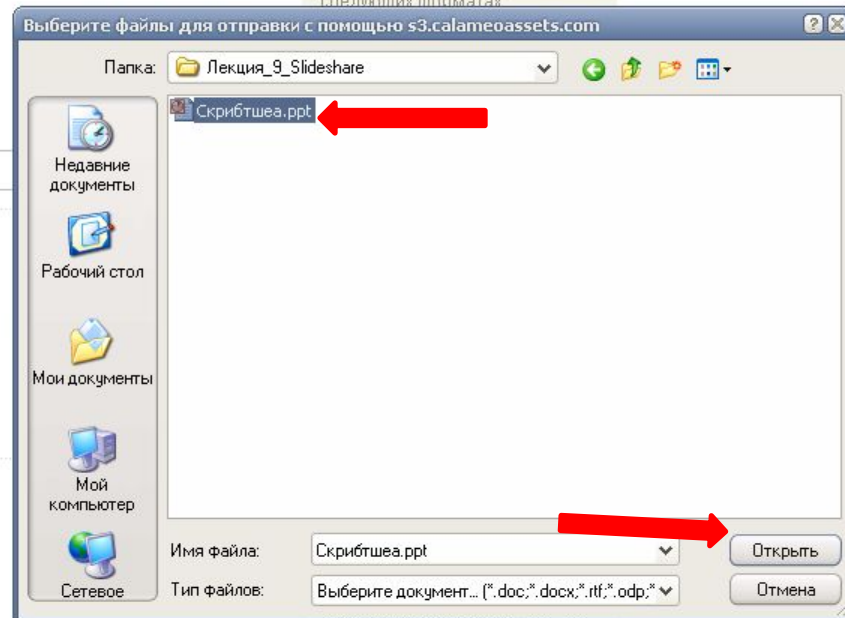 Выберите файлы для отправки с помощью s3.calameoassets.com
Папка:
Лекция_9_Slideshare
Скрибтшеа.ppt
Недавние
документы
Рабочий стол
Мои документы
Мой
компьютер
Сетевое
Имя файла:
Скрибтшеа.ppt
Открыть
Тип файлов:
Выберите документ... (*.doc;*.docx;*.rtf;*.odp;*
Отмена